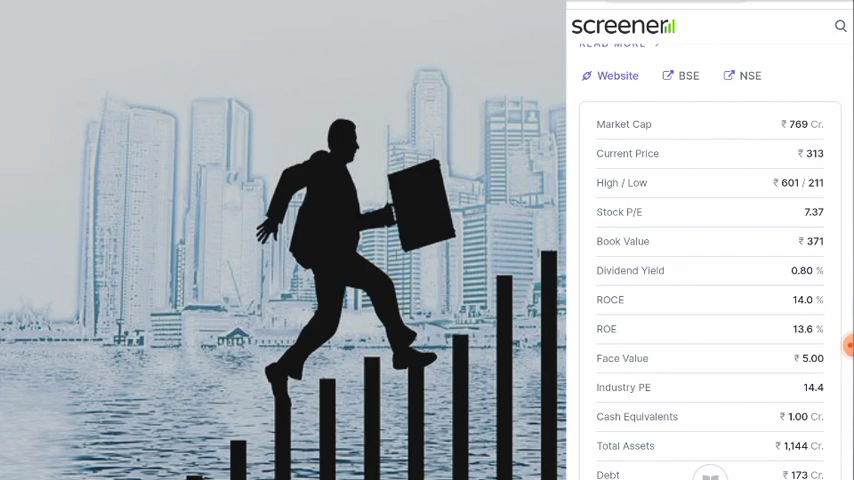 screener
READ MORE >
Website BSE NSE
Market Cap ₹ 769 Cr.
Current Price ₹ 313
High / Low ₹ 601 / 211
Stock P/E 7.37
Book Value ₹ 371
Dividend Yield 0.80 %
ROCE 14.0 %
ROE 13.6 %
Face Value ₹ 5.00
Industry PE 14.4
Cash Equivalents ₹ 1.00 Cr.
Total Assets ₹ 1,144 Cr.
Debt ₹ 173 Cr.